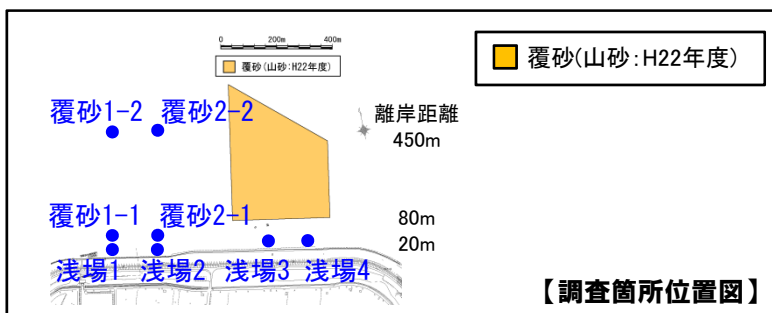 0 200m 400m
覆砂(山砂:H22年度)
覆砂(山砂:H22年度)
覆砂1-2 覆砂2-2
離岸距離
450m
覆砂1-1 覆砂2-1
80m
20m
浅場1 浅場2 浅場3 浅場4
【調査箇所位置図】